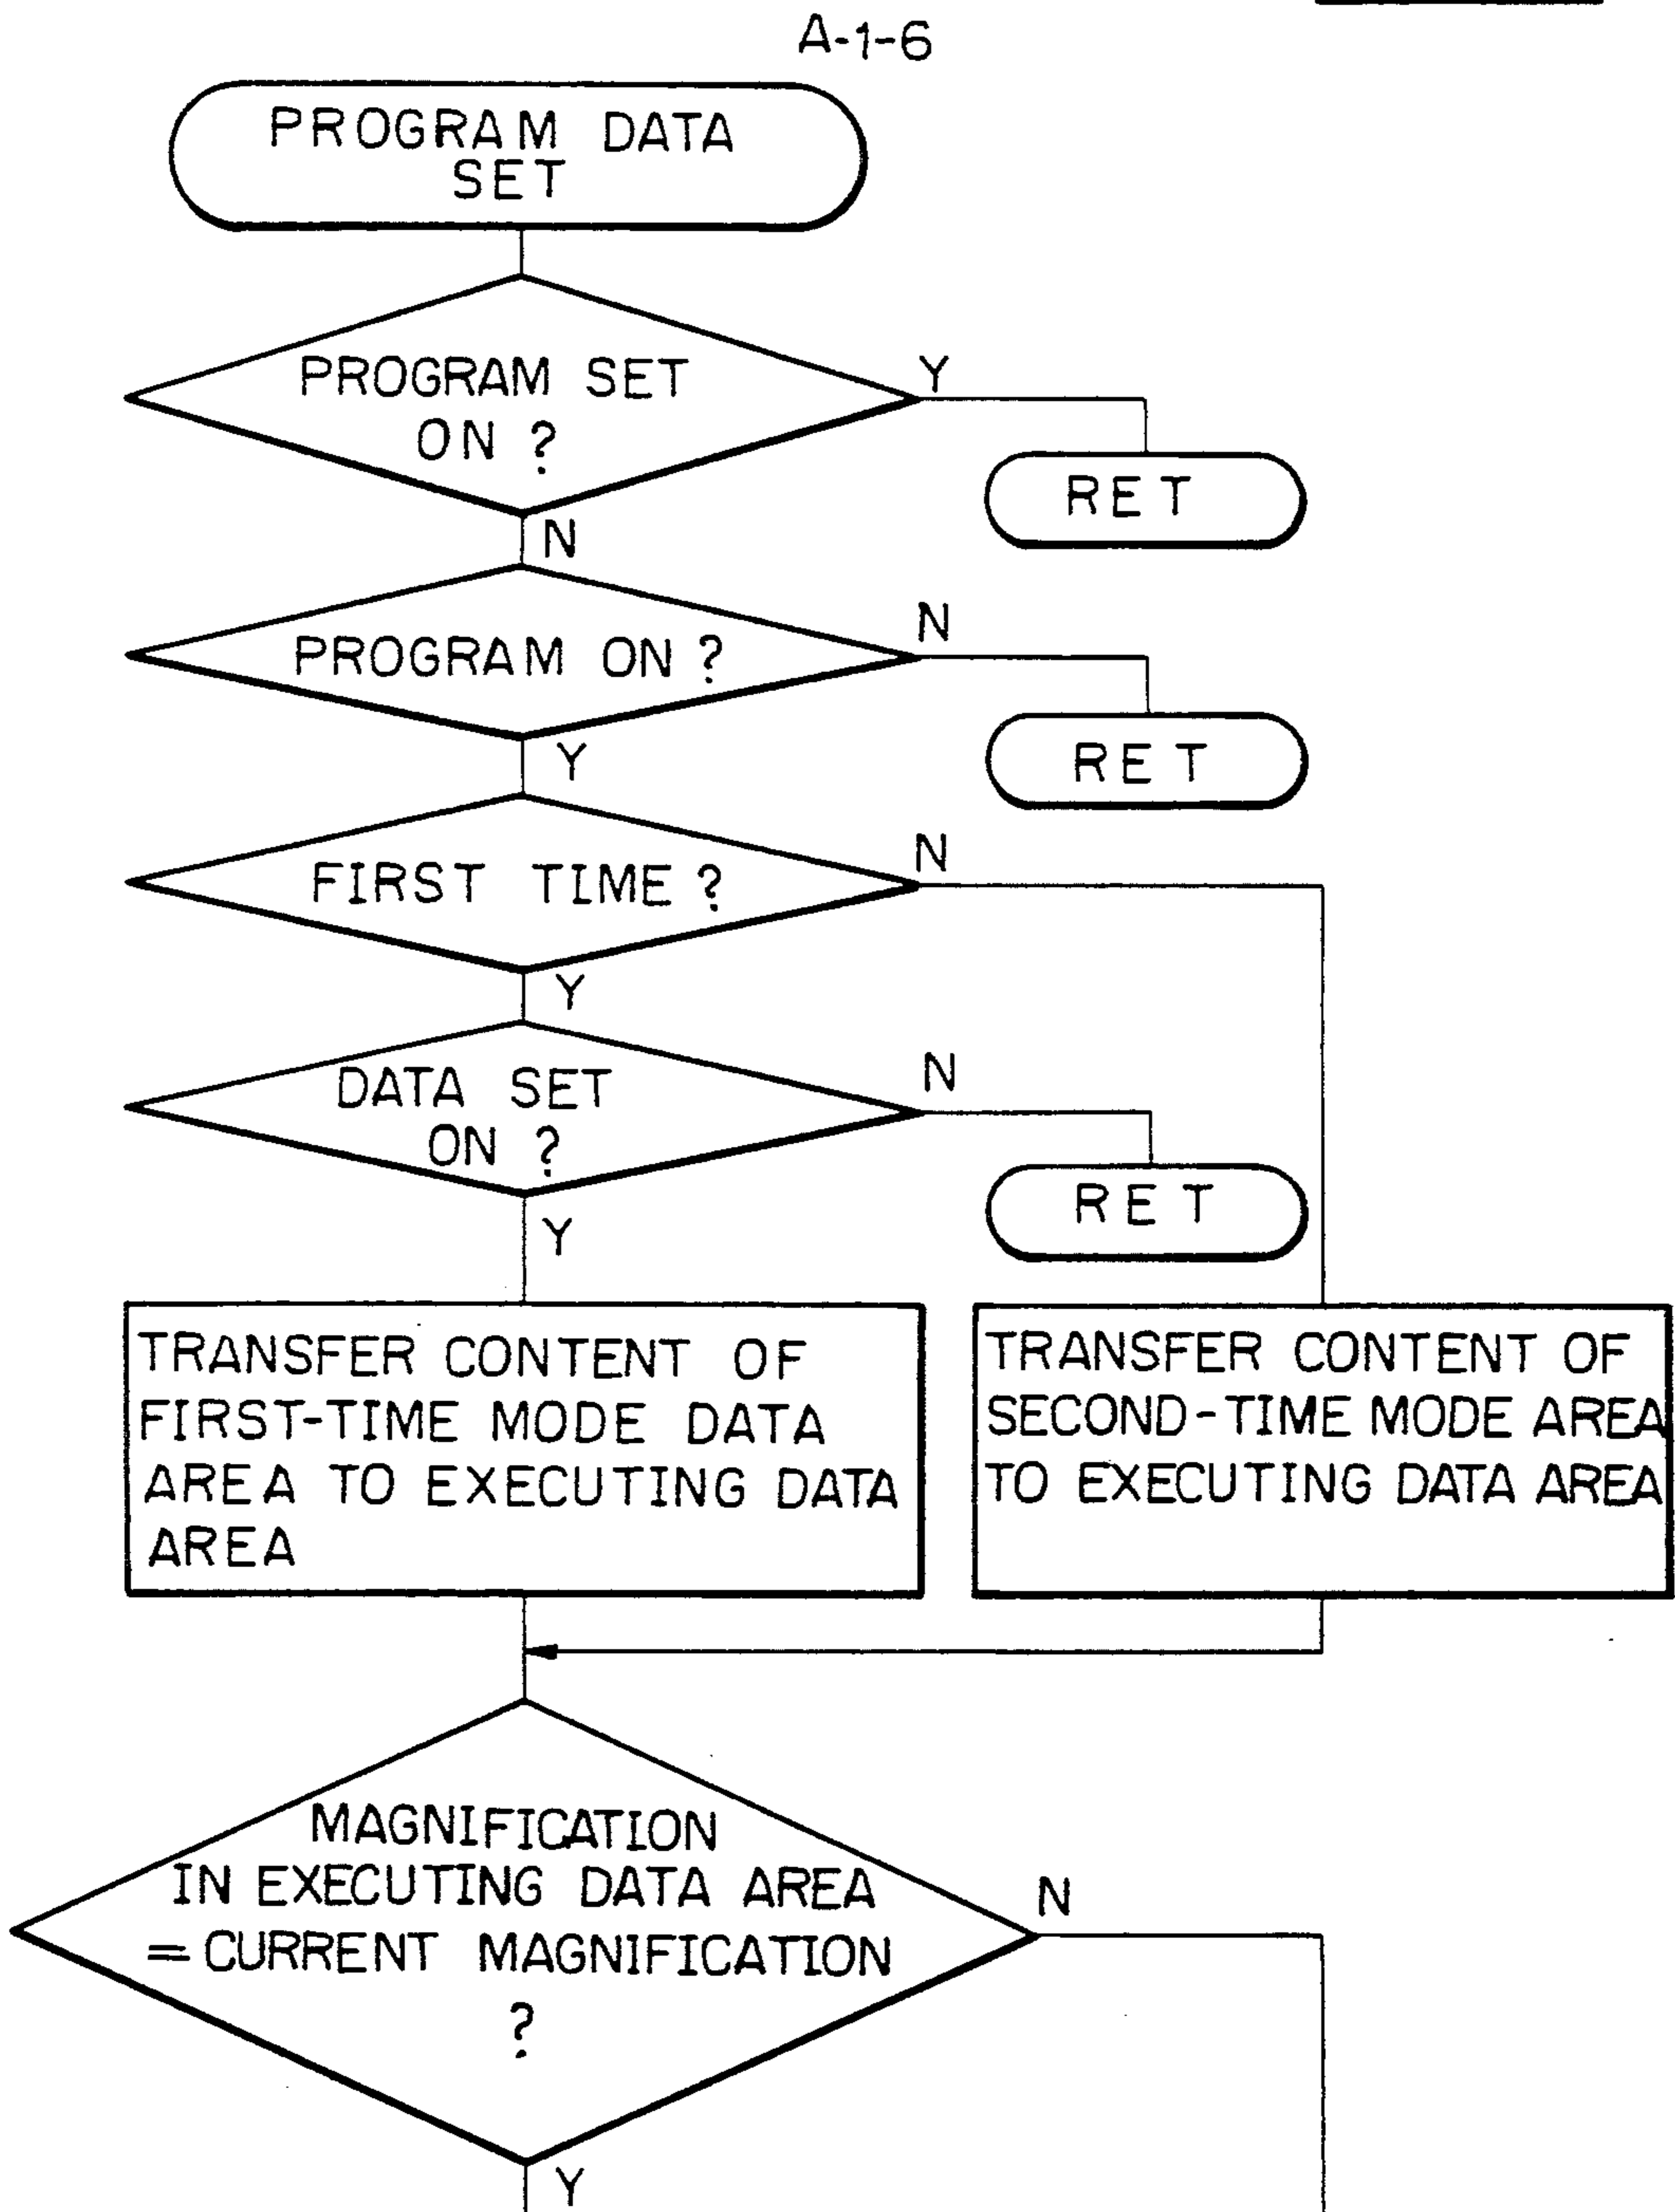 A-1-6
PROGRAM DATA
SET
PROGRAM SET
ON ?
Y
RET
N
PROGRAM ON ?
N
RET
Y
FIRST TIME ?
N
Y
DATA SET
ON ?
N
RET
Y
TRANSFER CONTENT OF
FIRST-TIME MODE DATA
AREA TO EXECUTING DATA
AREA
TRANSFER CONTENT OF
SECOND-TIME MODE AREA
TO EXECUTING DATA AREA
MAGNIFICATION
IN EXECUTING DATA AREA
= CURRENT MAGNIFICATION
?
N
Y